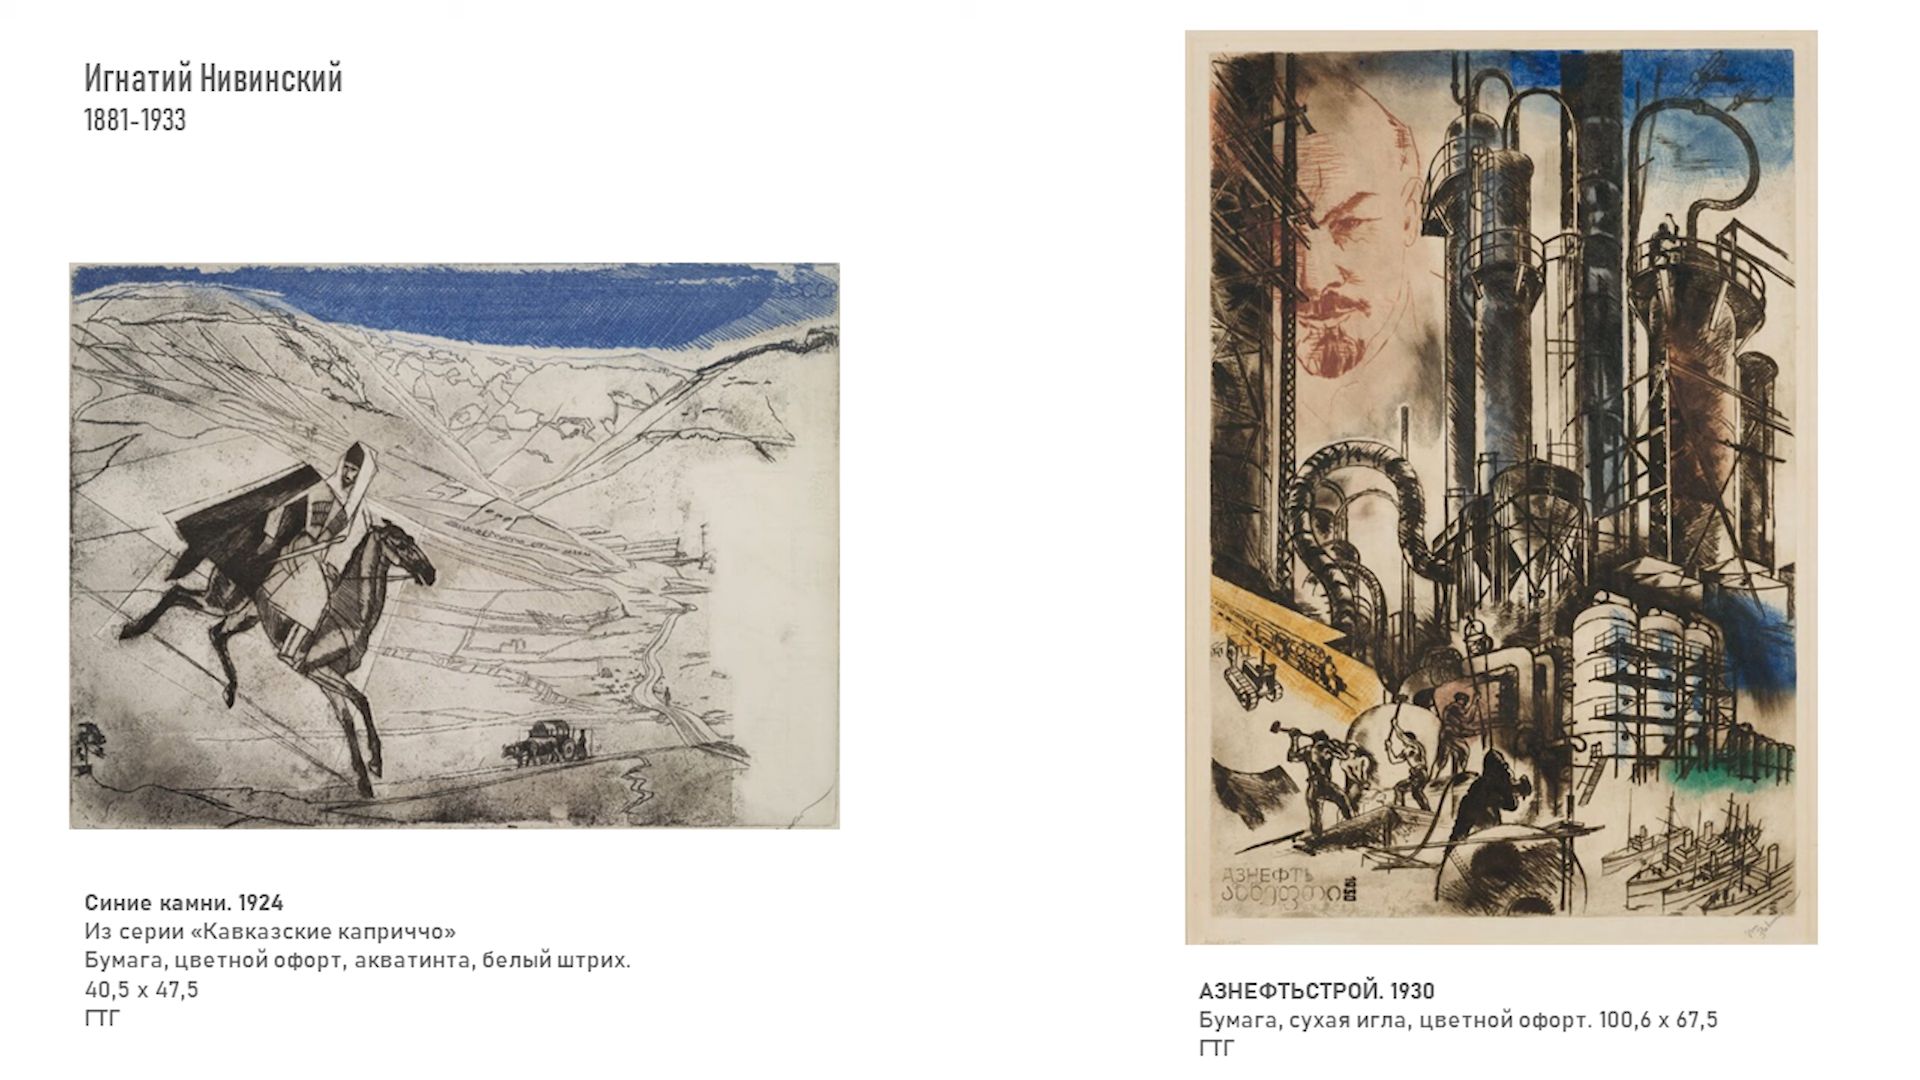 Игнатий Нивинский
1881-1933
Синие камни. 1924
Из серии «Кавказские каприччо»
Бумага, цветной офорт, акватинта, белый штрих.
40,5 x 47,5
ГТГ
АЗНЕФТЬ
1930
АЗНЕФТЬСТРОЙ. 1930
Бумага, сухая игла, цветной офорт. 100,6 x 67,5
ГТГ